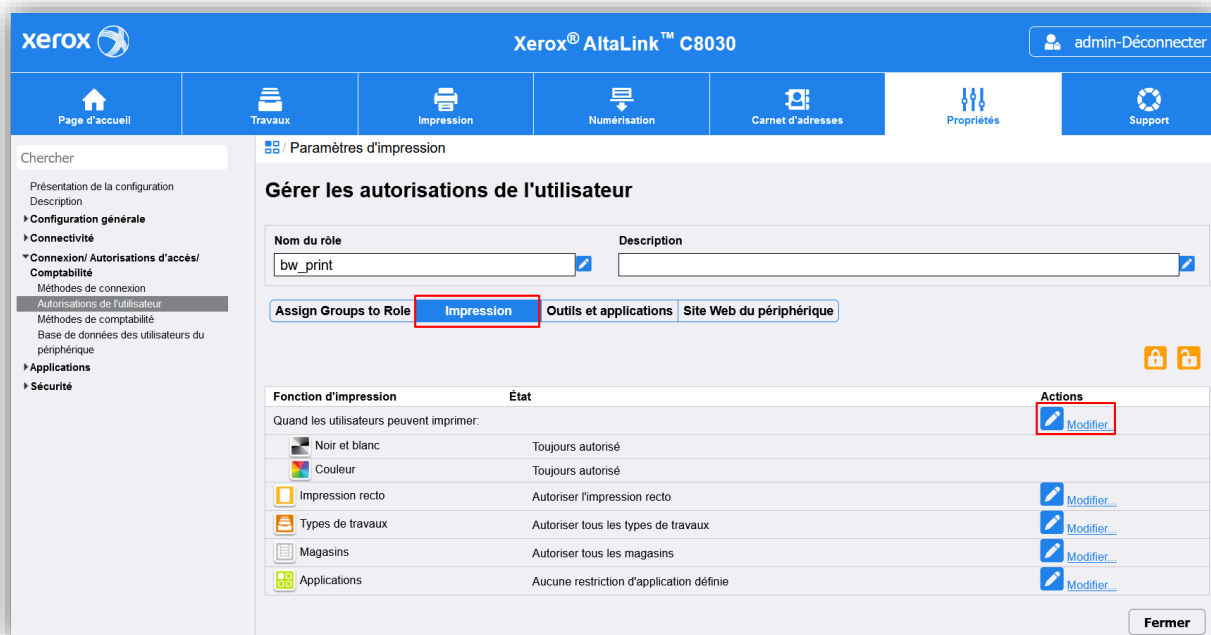 xerox
Xerox® AltaLink™ C8030
admin-Déconnecter
Page d'accueil
Travaux
Impression
Numérisation
Carnet d'adresses
Propriétés
Support
Chercher
Présentation de la configuration
Description
Configuration générale
Connectivité
Connexion/ Autorisations d'accès/
Comptabilité
Méthodes de connexion
Autorisations de l'utilisateur
Méthodes de comptabilité
Base de données des utilisateurs du
périphérique
Applications
Sécurité
/ Paramètres d'impression
Gérer les autorisations de l'utilisateur
Nom du rôle
Description
bw_print
Assign Groups to Role
Impression
Outils et applications
Site Web du périphérique
Fonction d'impression
État
Actions
Quand les utilisateurs peuvent imprimer:
Modifier...
Noir et blanc
Toujours autorisé
Couleur
Toujours autorisé
Impression recto
Autoriser l'impression recto
Modifier...
Types de travaux
Autoriser tous les types de travaux
Modifier...
Magasins
Autoriser tous les magasins
Modifier...
Applications
Aucune restriction d'application définie
Modifier...
Fermer